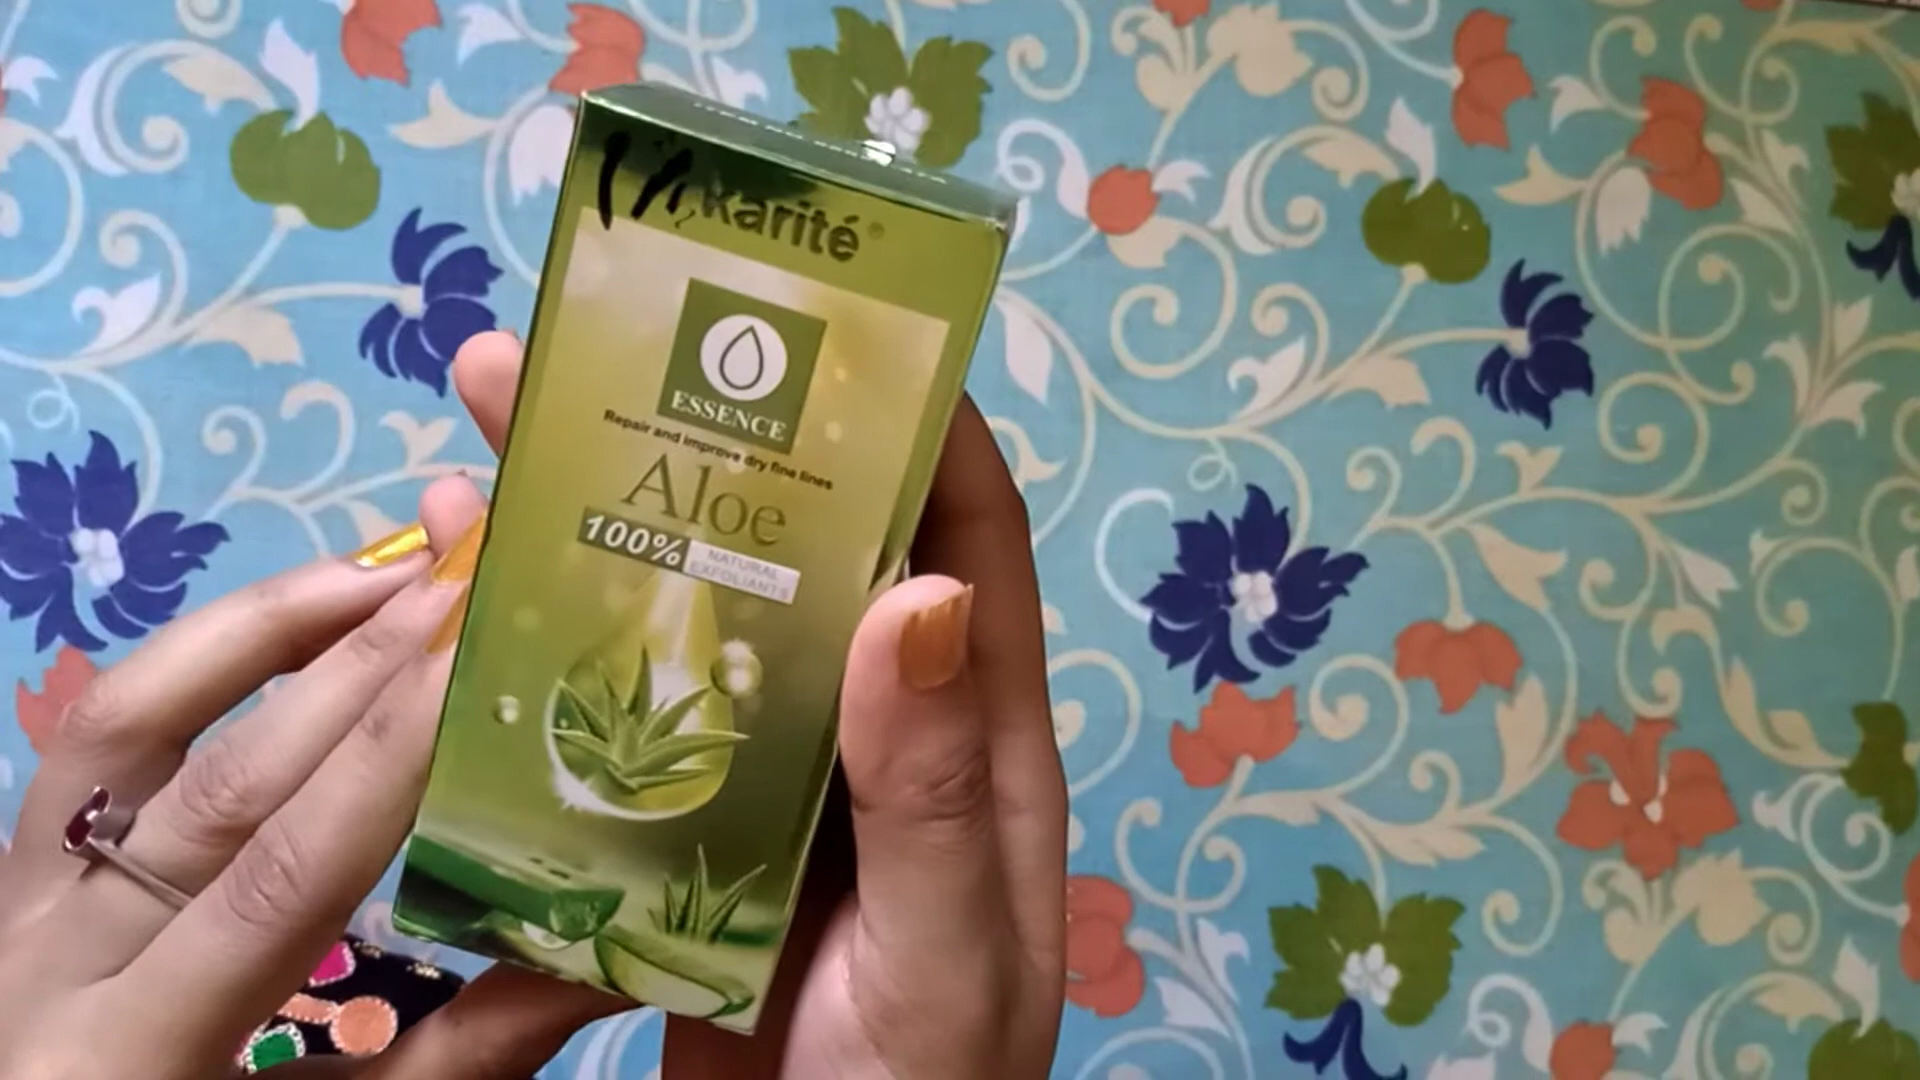 karité®
ESSENCE
Repair and improve dry fine lines
Aloe
100% NATURAL
EXFOLIANTS